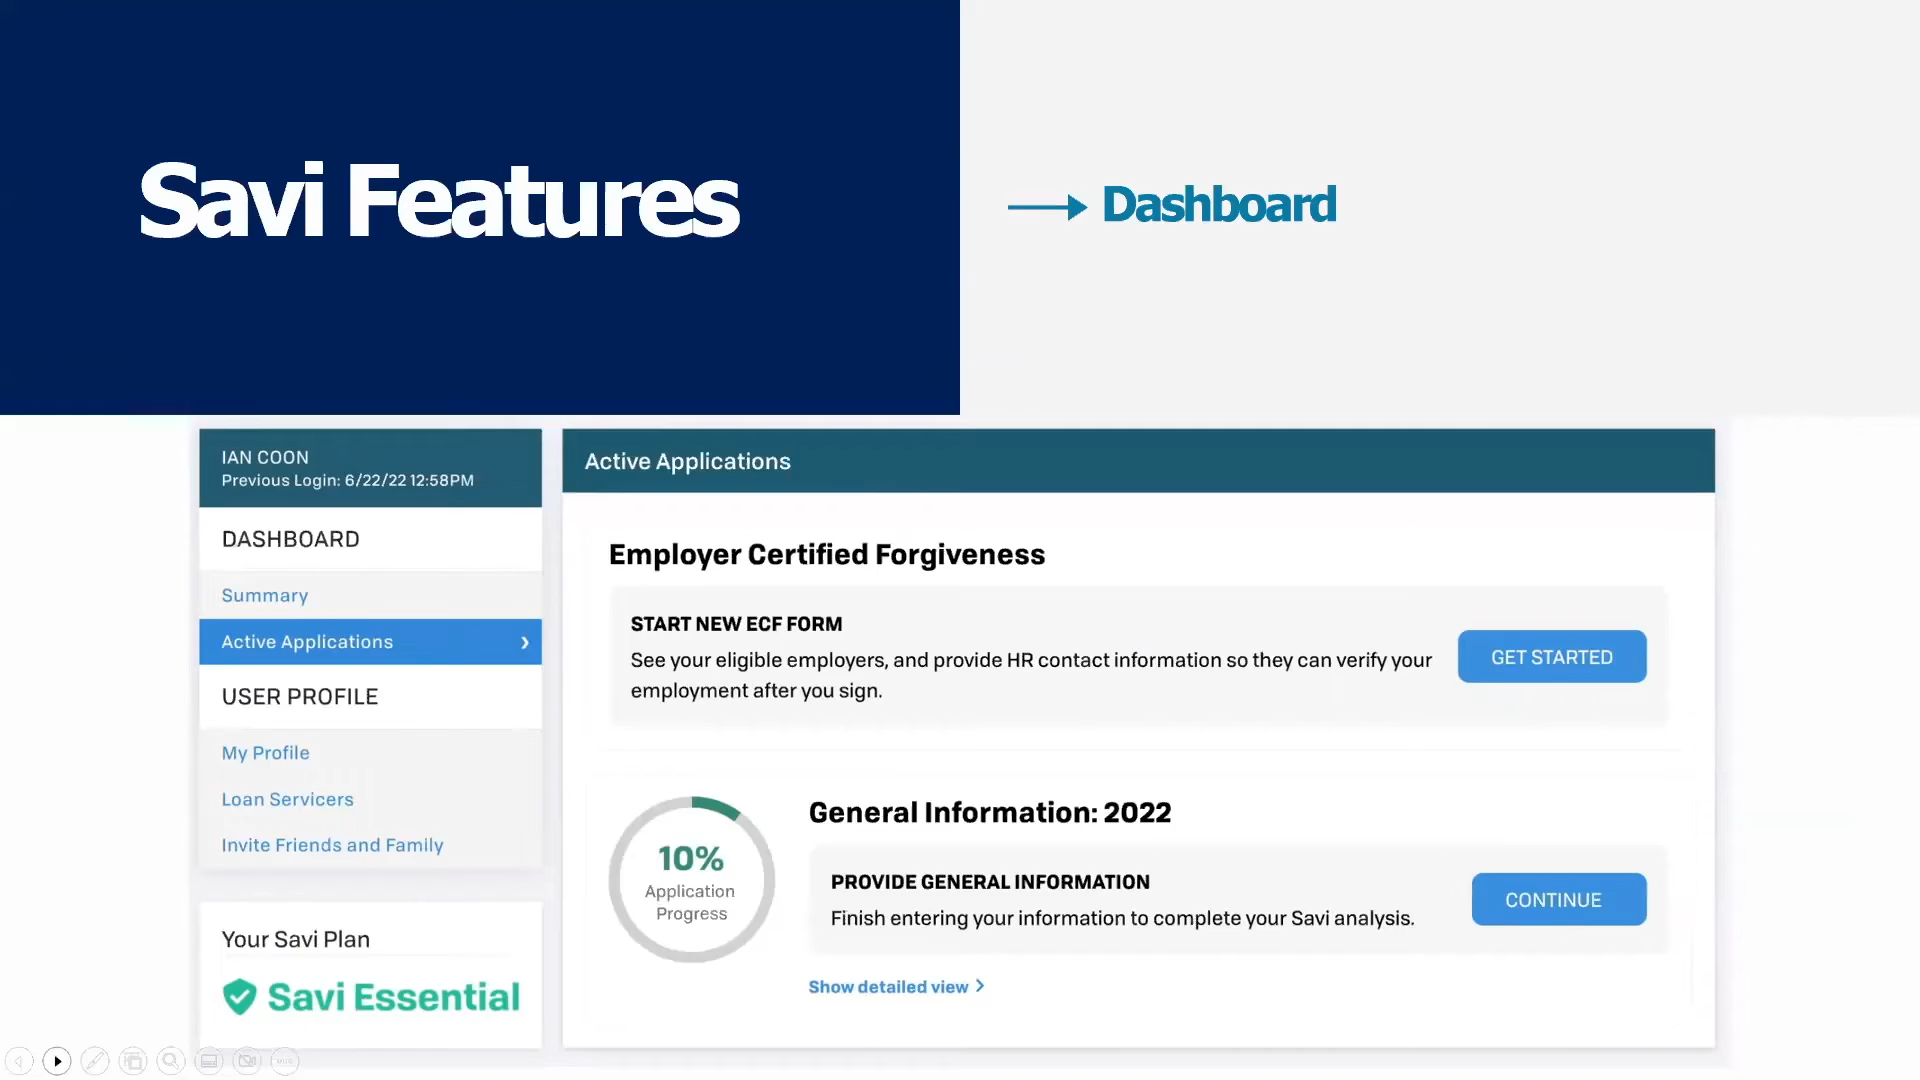 Savi Features
Dashboard
IAN COON
Previous Login: 6/22/22 12:58PM
DASHBOARD
Summary
Active Applications
USER PROFILE
My Profile
Loan Servicers
Invite Friends and Family
Your Savi Plan
Savi Essential
Active Applications
Employer Certified Forgiveness
START NEW ECF FORM
See your eligible employers, and provide HR contact information so they can verify your
employment after you sign.
GET STARTED
10%
Application
Progress
General Information: 2022
PROVIDE GENERAL INFORMATION
Finish entering your information to complete your Savi analysis.
CONTINUE
Show detailed view